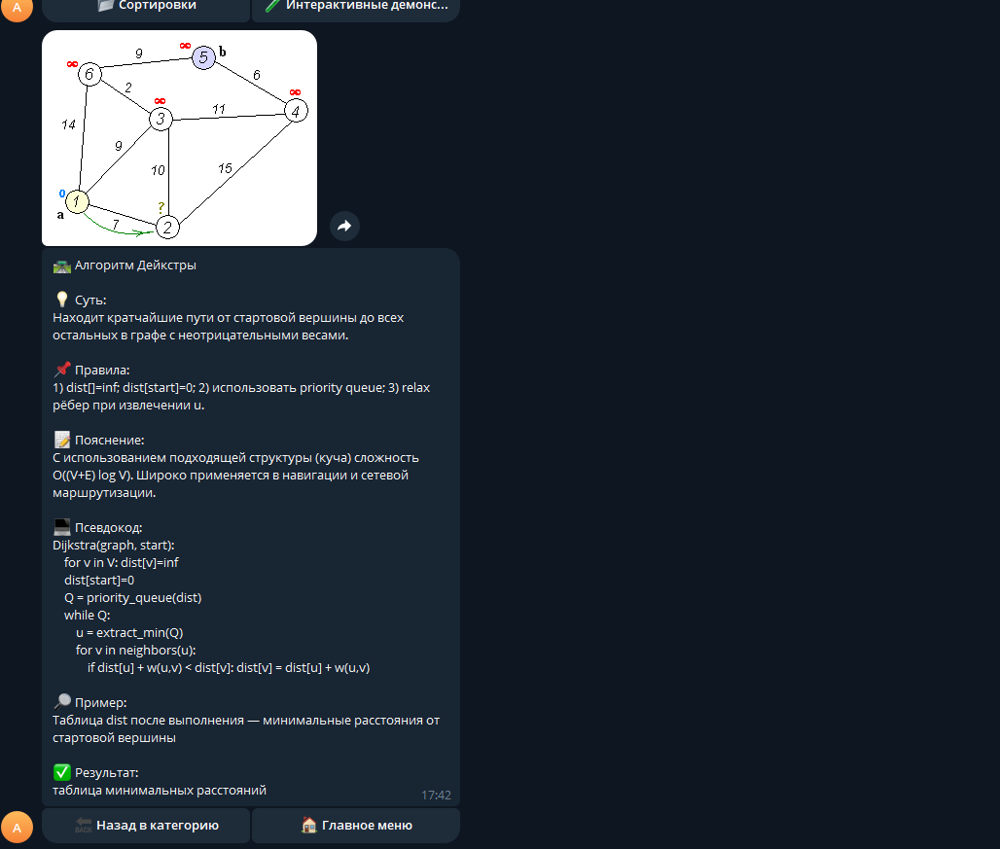 A
Сортировки
Интерактивные демонс...
9
5
b
∞
∞
6
6
2
∞
∞
3
11
4
14
9
10
15
0
1
?
a
7
2
Алгоритм Дейкстры
Суть:
Находит кратчайшие пути от стартовой вершины до всех
остальных в графе с неотрицательными весами.
Правила:
1) dist[]=inf; dist[start]=0; 2) использовать priority queue; 3) relax
рёбер при извлечении u.
Пояснение:
С использованием подходящей структуры (куча) сложность
O((V+E) log V). Широко применяется в навигации и сетевой
маршрутизации.
Псевдокод:
Dijkstra(graph, start):
for v in V: dist[v]=inf
dist[start]=0
Q = priority_queue(dist)
while Q:
u = extract_min(Q)
for v in neighbors(u):
if dist[u] + w(u,v) < dist[v]: dist[v] = dist[u] + w(u,v)
Пример:
Таблица dist после выполнения — минимальные расстояния от
стартовой вершины
Результат:
таблица минимальных расстояний
17:42
A
BACK Назад в категорию
Главное меню